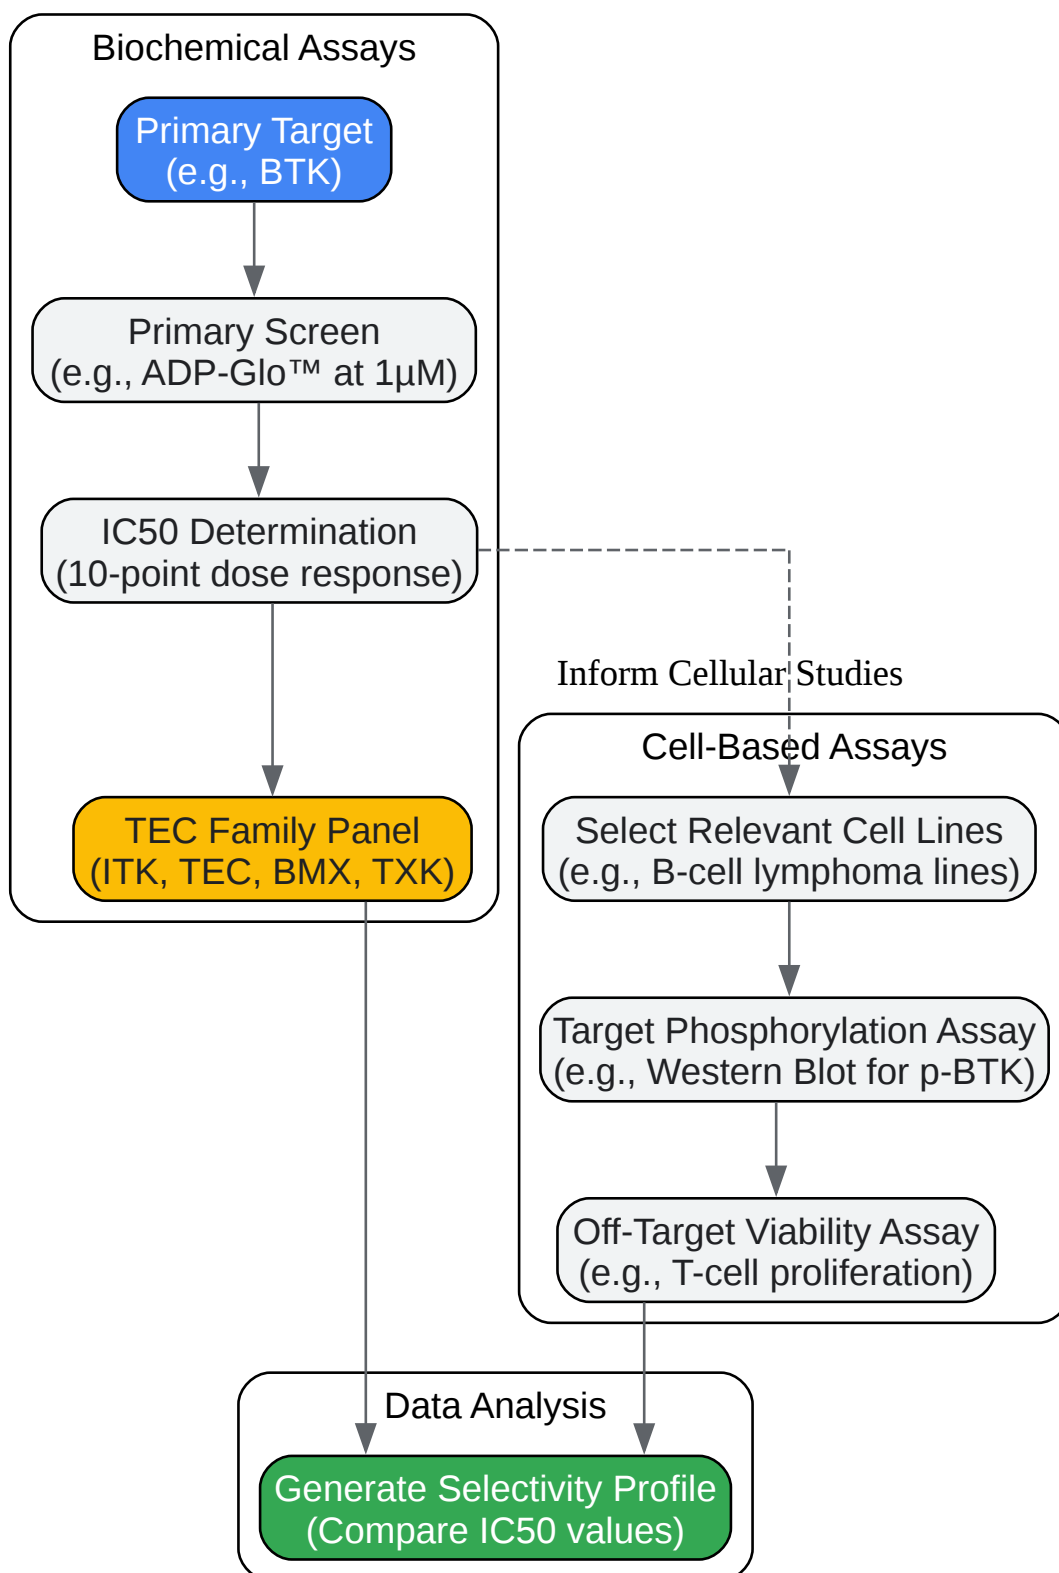 Biochemical Assays
Primary Target
(e.g., BTK)
Primary Screen
(e.g., ADP-Glo™ at 1µM)
IC50 Determination
(10-point dose response)
TEC Family Panel
(ITK, TEC, BMX, TXK)
Inform Cellular Studies
Cell-Based Assays
Select Relevant Cell Lines
(e.g., B-cell lymphoma lines)
Target Phosphorylation Assay
(e.g., Western Blot for p-BTK)
Off-Target Viability Assay
(e.g., T-cell proliferation)
Data Analysis
Generate Selectivity Profile
(Compare IC50 values)